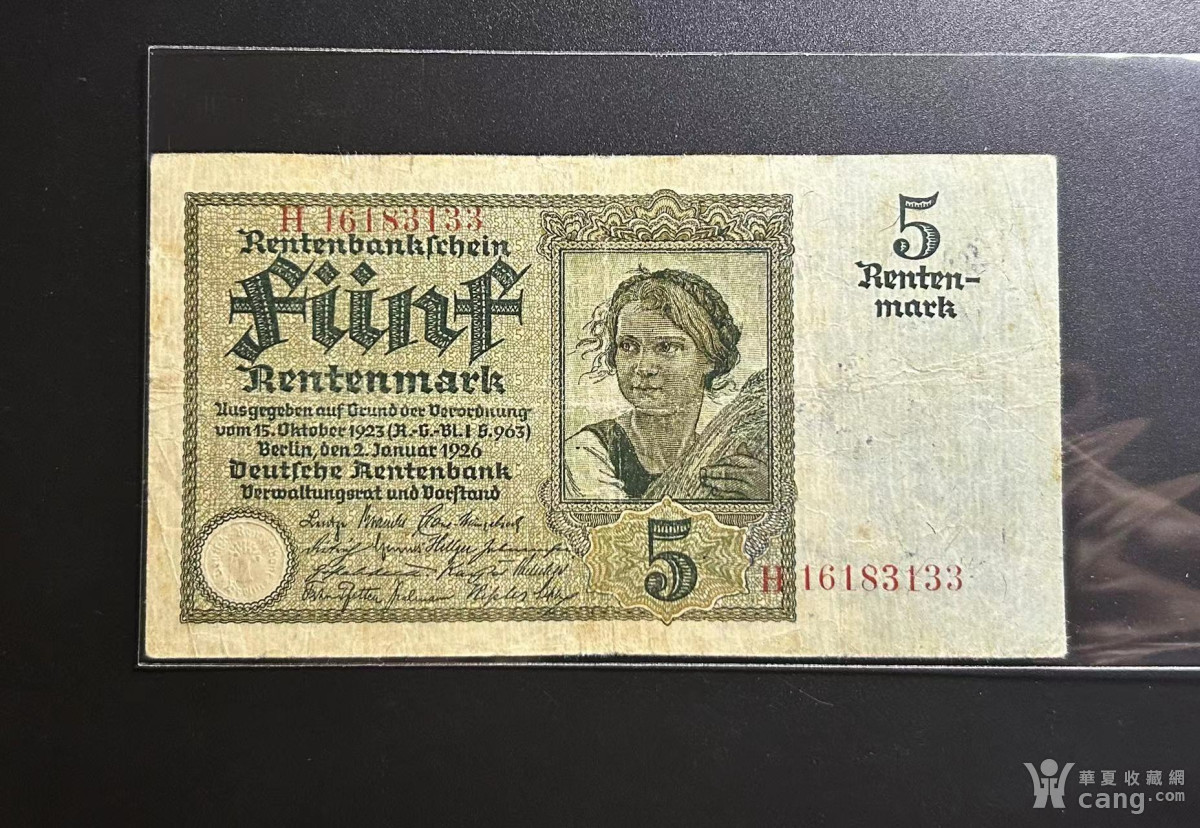 H 16183133
Rentenbankschein
Fünf
Rentenmark
Ausgegeben auf Grund der Verordnung
vom 15. Oktober 1923 (R.-G.-Bl. I S. 963)
Berlin, den 2. Januar 1926
Deutsche Rentenbank
Verwaltungsrat und Vorstand
5
5
Renten-
mark
H 16183133
華夏收藏網
cang.com